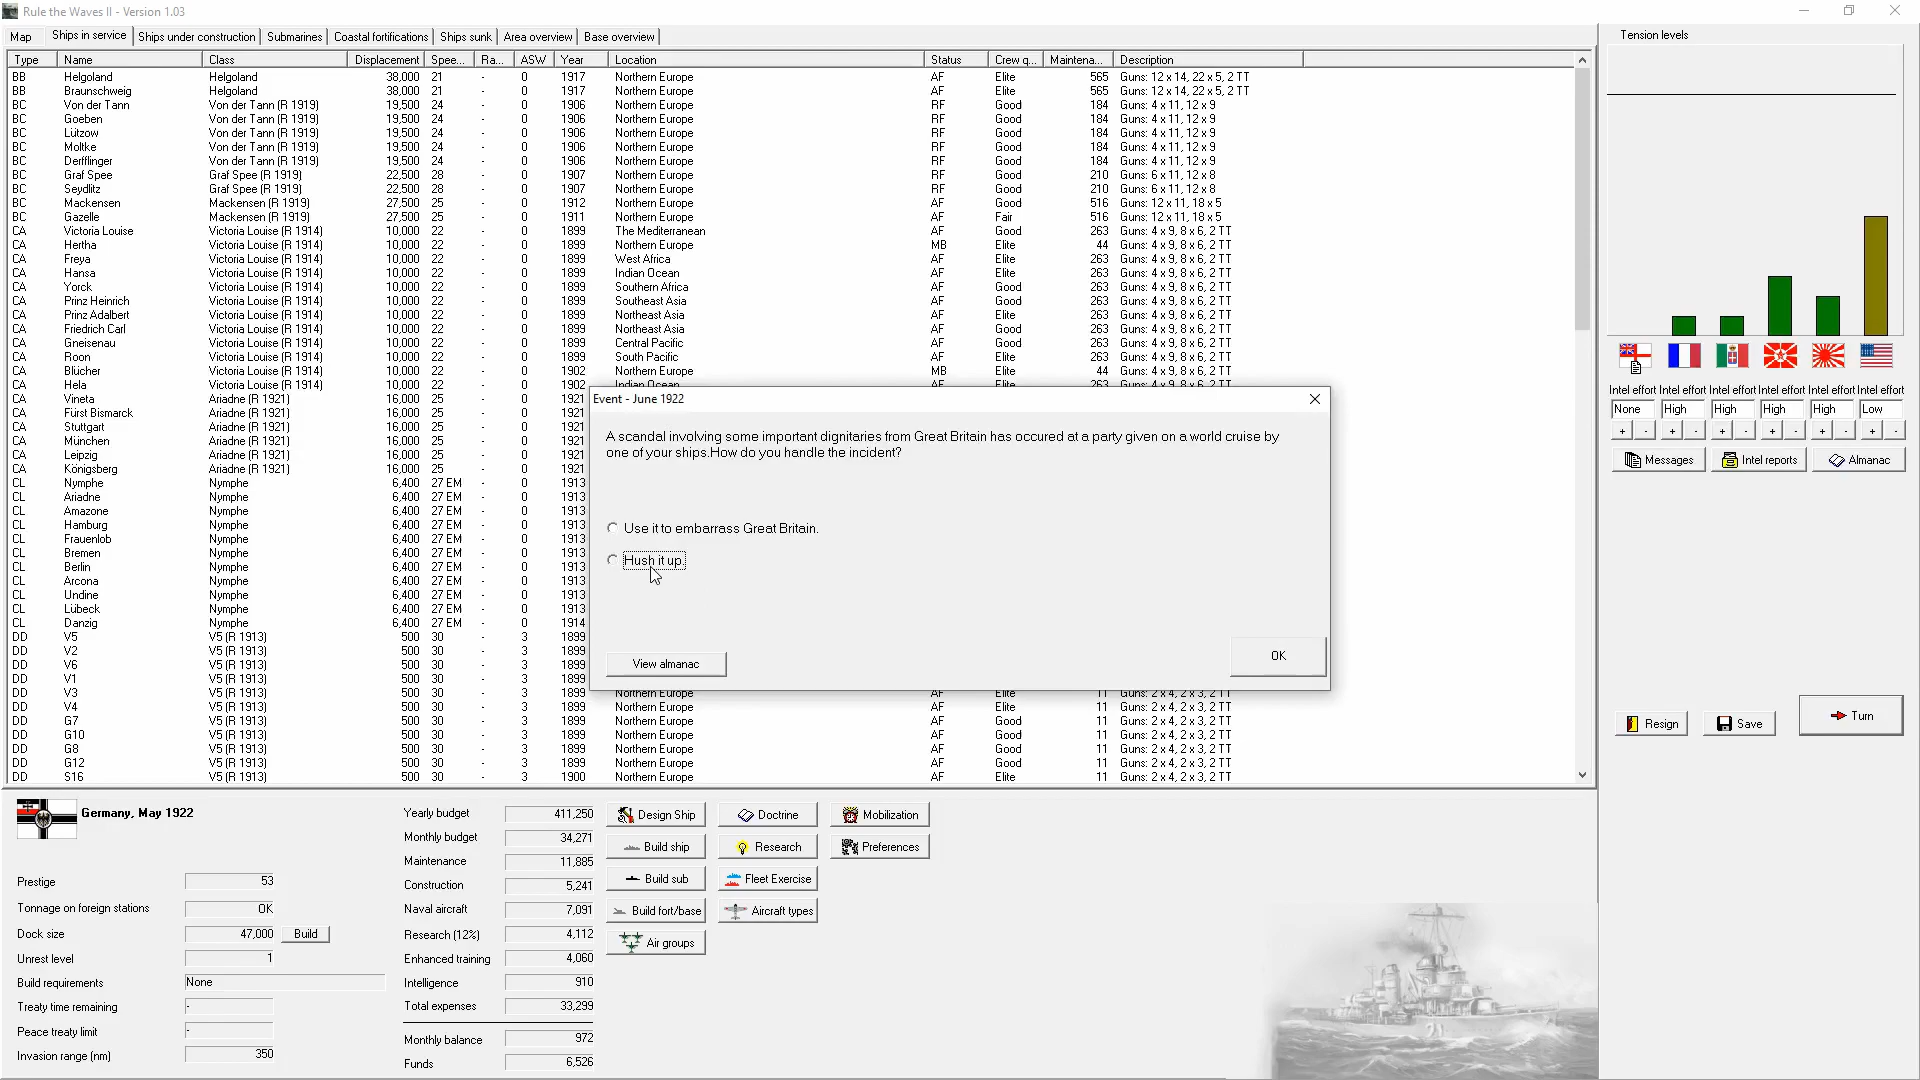 Rule the Waves II - Version 1.03
Map Ships in service Ships under construction Submarines Coastal fortifications Ships sunk Area overview Base overview
Type Name Class Displacement Spee... Ra... ASW Year Location Status Crew q... Maintena... Description
BB Helgoland Helgoland 38,000 21 - 0 1917 Northern Europe AF Elite 565 Guns: 12 x 14, 22 x 5, 2 TT
BB Braunschweig Helgoland 38,000 21 - 0 1917 Northern Europe AF Elite 565 Guns: 12 x 14, 22 x 5, 2 TT
BC Von der Tann Von der Tann (R 1919) 19,500 24 - 0 1906 Northern Europe RF Good 184 Guns: 4 x 11, 12 x 9
BC Goeben Von der Tann (R 1919) 19,500 24 - 0 1906 Northern Europe RF Good 184 Guns: 4 x 11, 12 x 9
BC Lützow Von der Tann (R 1919) 19,500 24 - 0 1906 Northern Europe RF Good 184 Guns: 4 x 11, 12 x 9
BC Moltke Von der Tann (R 1919) 19,500 24 - 0 1906 Northern Europe RF Good 184 Guns: 4 x 11, 12 x 9
BC Derfflinger Von der Tann (R 1919) 19,500 24 - 0 1906 Northern Europe RF Good 184 Guns: 4 x 11, 12 x 9
BC Graf Spee Graf Spee (R 1919) 22,500 28 - 0 1907 Northern Europe RF Good 210 Guns: 6 x 11, 12 x 8
BC Seydlitz Graf Spee (R 1919) 22,500 28 - 0 1907 Northern Europe RF Good 210 Guns: 6 x 11, 12 x 8
BC Mackensen Mackensen (R 1919) 27,500 25 - 0 1912 Northern Europe AF Good 516 Guns: 12 x 11, 18 x 5
BC Gazelle Mackensen (R 1919) 27,500 25 - 0 1911 Northern Europe AF Fair 516 Guns: 12 x 11, 18 x 5
CA Victoria Louise Victoria Louise (R 1914) 10,000 22 - 0 1899 The Mediterranean AF Good 263 Guns: 4 x 9, 8 x 6, 2 TT
CA Hertha Victoria Louise (R 1914) 10,000 22 - 0 1899 Northern Europe MB Elite 44 Guns: 4 x 9, 8 x 6, 2 TT
CA Freya Victoria Louise (R 1914) 10,000 22 - 0 1899 West Africa AF Elite 263 Guns: 4 x 9, 8 x 6, 2 TT
CA Hansa Victoria Louise (R 1914) 10,000 22 - 0 1899 Indian Ocean AF Elite 263 Guns: 4 x 9, 8 x 6, 2 TT
CA Yorck Victoria Louise (R 1914) 10,000 22 - 0 1899 Southern Africa AF Good 263 Guns: 4 x 9, 8 x 6, 2 TT
CA Prinz Heinrich Victoria Louise (R 1914) 10,000 22 - 0 1899 Southeast Asia AF Good 263 Guns: 4 x 9, 8 x 6, 2 TT
CA Prinz Adalbert Victoria Louise (R 1914) 10,000 22 - 0 1899 Northeast Asia AF Elite 263 Guns: 4 x 9, 8 x 6, 2 TT
CA Friedrich Carl Victoria Louise (R 1914) 10,000 22 - 0 1899 Northeast Asia AF Good 263 Guns: 4 x 9, 8 x 6, 2 TT
CA Gneisenau Victoria Louise (R 1914) 10,000 22 - 0 1899 Central Pacific AF Good 263 Guns: 4 x 9, 8 x 6, 2 TT
CA Roon Victoria Louise (R 1914) 10,000 22 - 0 1899 South Pacific AF Elite 263 Guns: 4 x 9, 8 x 6, 2 TT
CA Blücher Victoria Louise (R 1914) 10,000 22 - 0 1902 Northern Europe MB Elite 44 Guns: 4 x 9, 8 x 6, 2 TT
CA Hela Victoria Louise (R 1914) 10,000 22 - 0 1902 Indian Ocean AF Elite 263 Guns: 4 x 9, 8 x 6, 2 TT
CA Vineta Ariadne (R 1921) 16,000 25 - 0 1921
CA Fürst Bismarck Ariadne (R 1921) 16,000 25 - 0 1921
CA Stuttgart Ariadne (R 1921) 16,000 25 - 0 1921
CA München Ariadne (R 1921) 16,000 25 - 0 1921
CA Leipzig Ariadne (R 1921) 16,000 25 - 0 1921
CA Königsberg Ariadne (R 1921) 16,000 25 - 0 1921
CL Nymphe Nymphe 6,400 27 EM - 0 1913
CL Ariadne Nymphe 6,400 27 EM - 0 1913
CL Amazone Nymphe 6,400 27 EM - 0 1913
CL Hamburg Nymphe 6,400 27 EM - 0 1913
CL Frauenlob Nymphe 6,400 27 EM - 0 1913
CL Bremen Nymphe 6,400 27 EM - 0 1913
CL Berlin Nymphe 6,400 27 EM - 0 1913
CL Arcona Nymphe 6,400 27 EM - 0 1913
CL Undine Nymphe 6,400 27 EM - 0 1913
CL Lübeck Nymphe 6,400 27 EM - 0 1913
CL Danzig Nymphe 6,400 27 EM - 0 1914
DD V5 V5 (R 1913) 500 30 - 3 1899
DD V2 V5 (R 1913) 500 30 - 3 1899
DD V6 V5 (R 1913) 500 30 - 3 1899
DD V1 V5 (R 1913) 500 30 - 3 1899
DD V3 V5 (R 1913) 500 30 - 3 1899 Northern Europe AF Elite 11 Guns: 2 x 4, 2 x 3, 2 TT
DD V4 V5 (R 1913) 500 30 - 3 1899 Northern Europe AF Elite 11 Guns: 2 x 4, 2 x 3, 2 TT
DD G7 V5 (R 1913) 500 30 - 3 1899 Northern Europe AF Good 11 Guns: 2 x 4, 2 x 3, 2 TT
DD G10 V5 (R 1913) 500 30 - 3 1899 Northern Europe AF Good 11 Guns: 2 x 4, 2 x 3, 2 TT
DD G8 V5 (R 1913) 500 30 - 3 1899 Northern Europe AF Good 11 Guns: 2 x 4, 2 x 3, 2 TT
DD G12 V5 (R 1913) 500 30 - 3 1899 Northern Europe AF Good 11 Guns: 2 x 4, 2 x 3, 2 TT
DD S16 V5 (R 1913) 500 30 - 3 1900 Northern Europe AF Elite 11 Guns: 2 x 4, 2 x 3, 2 TT
Event - June 1922
A scandal involving some important dignitaries from Great Britain has occured at a party given on a world cruise by
one of your ships.How do you handle the incident?
Use it to embarrass Great Britain.
Hush it up.
View almanac
OK
Tension levels
Intel effort Intel effort Intel effort Intel effort Intel effort Intel effort
None High High High High Low
+ - + - + - + - + - + -
Messages Intel reports Almanac
Resign Save Turn
Germany, May 1922
Prestige 53
Tonnage on foreign stations OK
Dock size 47,000 Build
Unrest level 1
Build requirements None
Treaty time remaining -
Peace treaty limit -
Invasion range (nm) 350
Yearly budget 411,250
Monthly budget 34,271
Maintenance 11,885
Construction 5,241
Naval aircraft 7,091
Research (12%) 4,112
Enhanced training 4,060
Intelligence 910
Total expenses 33,299
Monthly balance 972
Funds 6,526
Design Ship Doctrine Mobilization
Build ship Research Preferences
Build sub Fleet Exercise
Build fort/base Aircraft types
Air groups